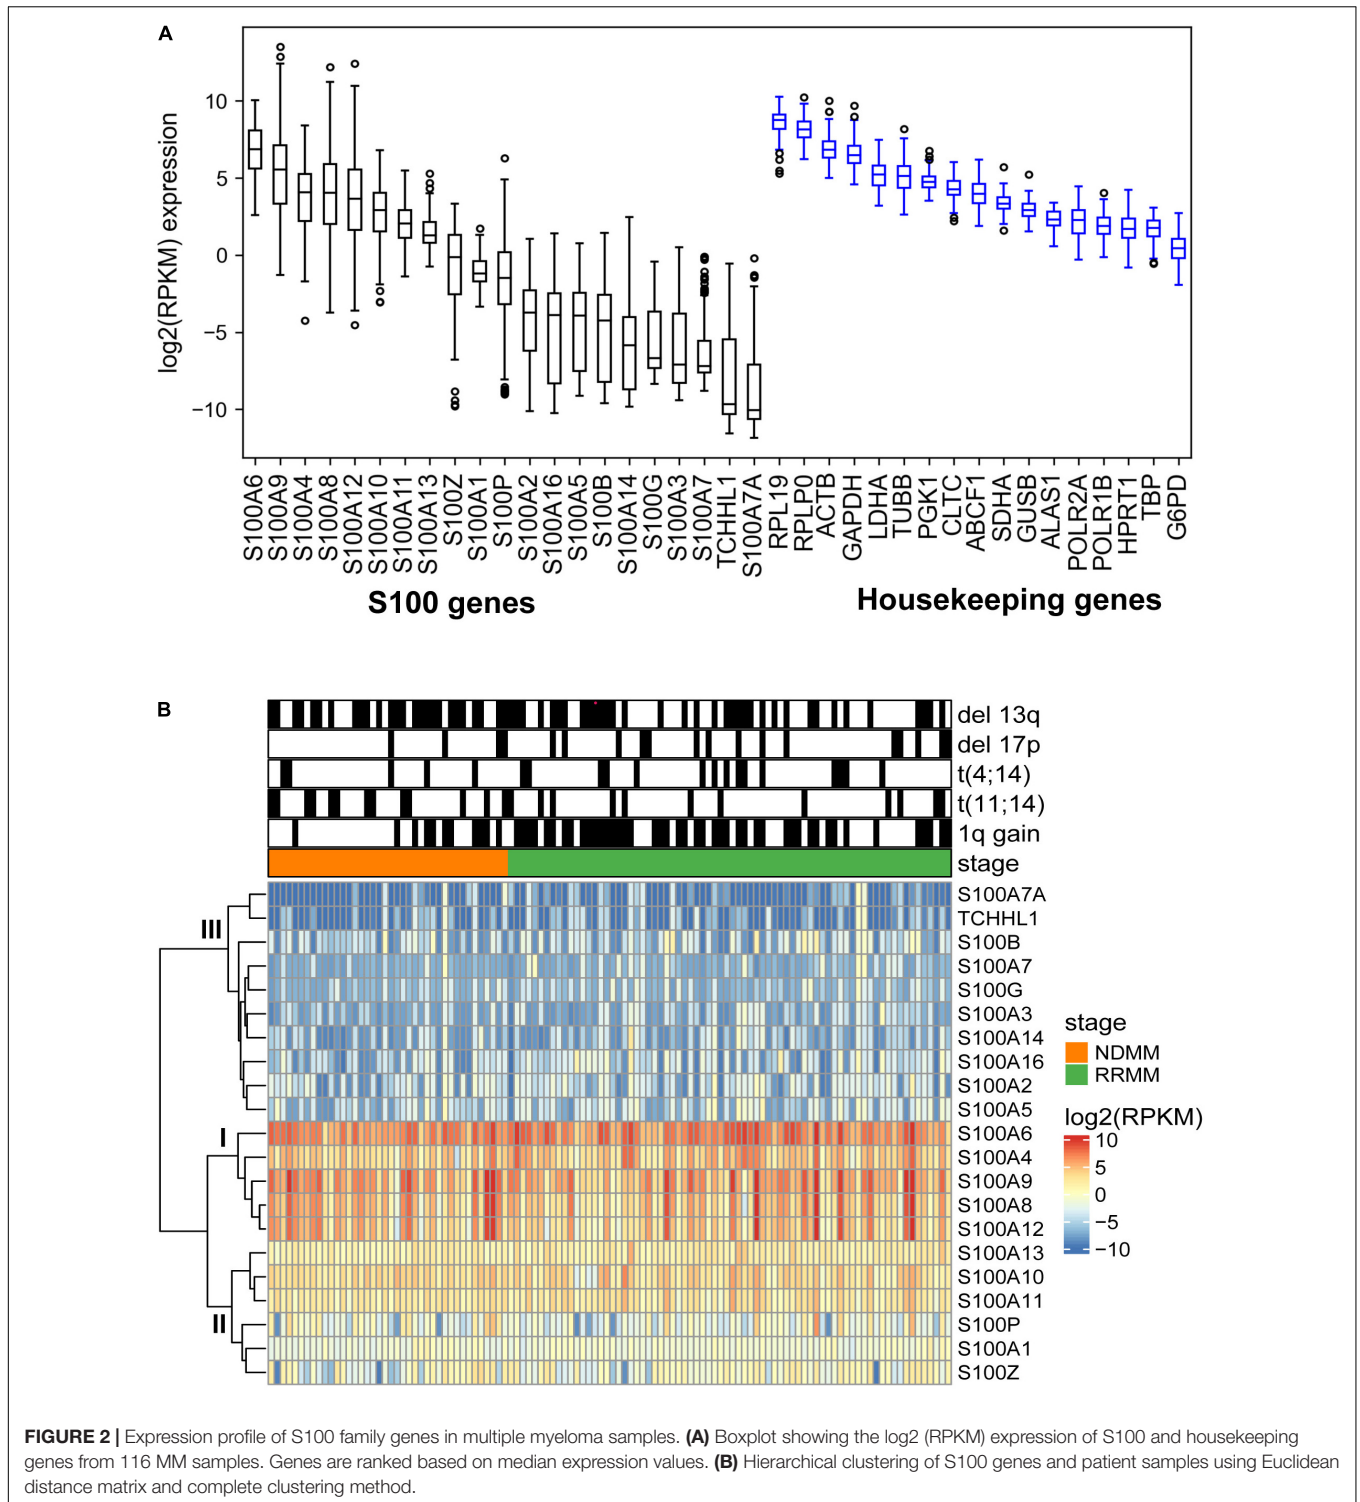 A
log2(RPKM) expression
10
5
0
−5
−10
S100A6
S100A9
S100A4
S100A8
S100A12
S100A10
S100A11
S100A13
S100Z
S100A1
S100P
S100A2
S100A16
S100A5
S100B
S100A14
S100G
S100A3
S100A7
TCHHL1
S100A7A
RPL19
RPLP0
ACTB
GAPDH
LDHA
TUBB
PGK1
CLTC
ABCF1
SDHA
GUSB
ALAS1
POLR2A
POLR1B
HPRT1
TBP
G6PD
S100 genes
Housekeeping genes
B
del 13q
del 17p
t(4;14)
t(11;14)
1q gain
stage
S100A7A
TCHHL1
III
S100B
S100A7
S100G
S100A3
S100A14
S100A16
S100A2
S100A5
I
S100A6
S100A4
S100A9
S100A8
S100A12
S100A13
S100A10
S100A11
II
S100P
S100A1
S100Z
stage
NDMM
RRMM
log2(RPKM)
10
5
0
−5
−10
FIGURE 2 | Expression profile of S100 family genes in multiple myeloma samples. (A) Boxplot showing the log2 (RPKM) expression of S100 and housekeeping
genes from 116 MM samples. Genes are ranked based on median expression values. (B) Hierarchical clustering of S100 genes and patient samples using Euclidean
distance matrix and complete clustering method.